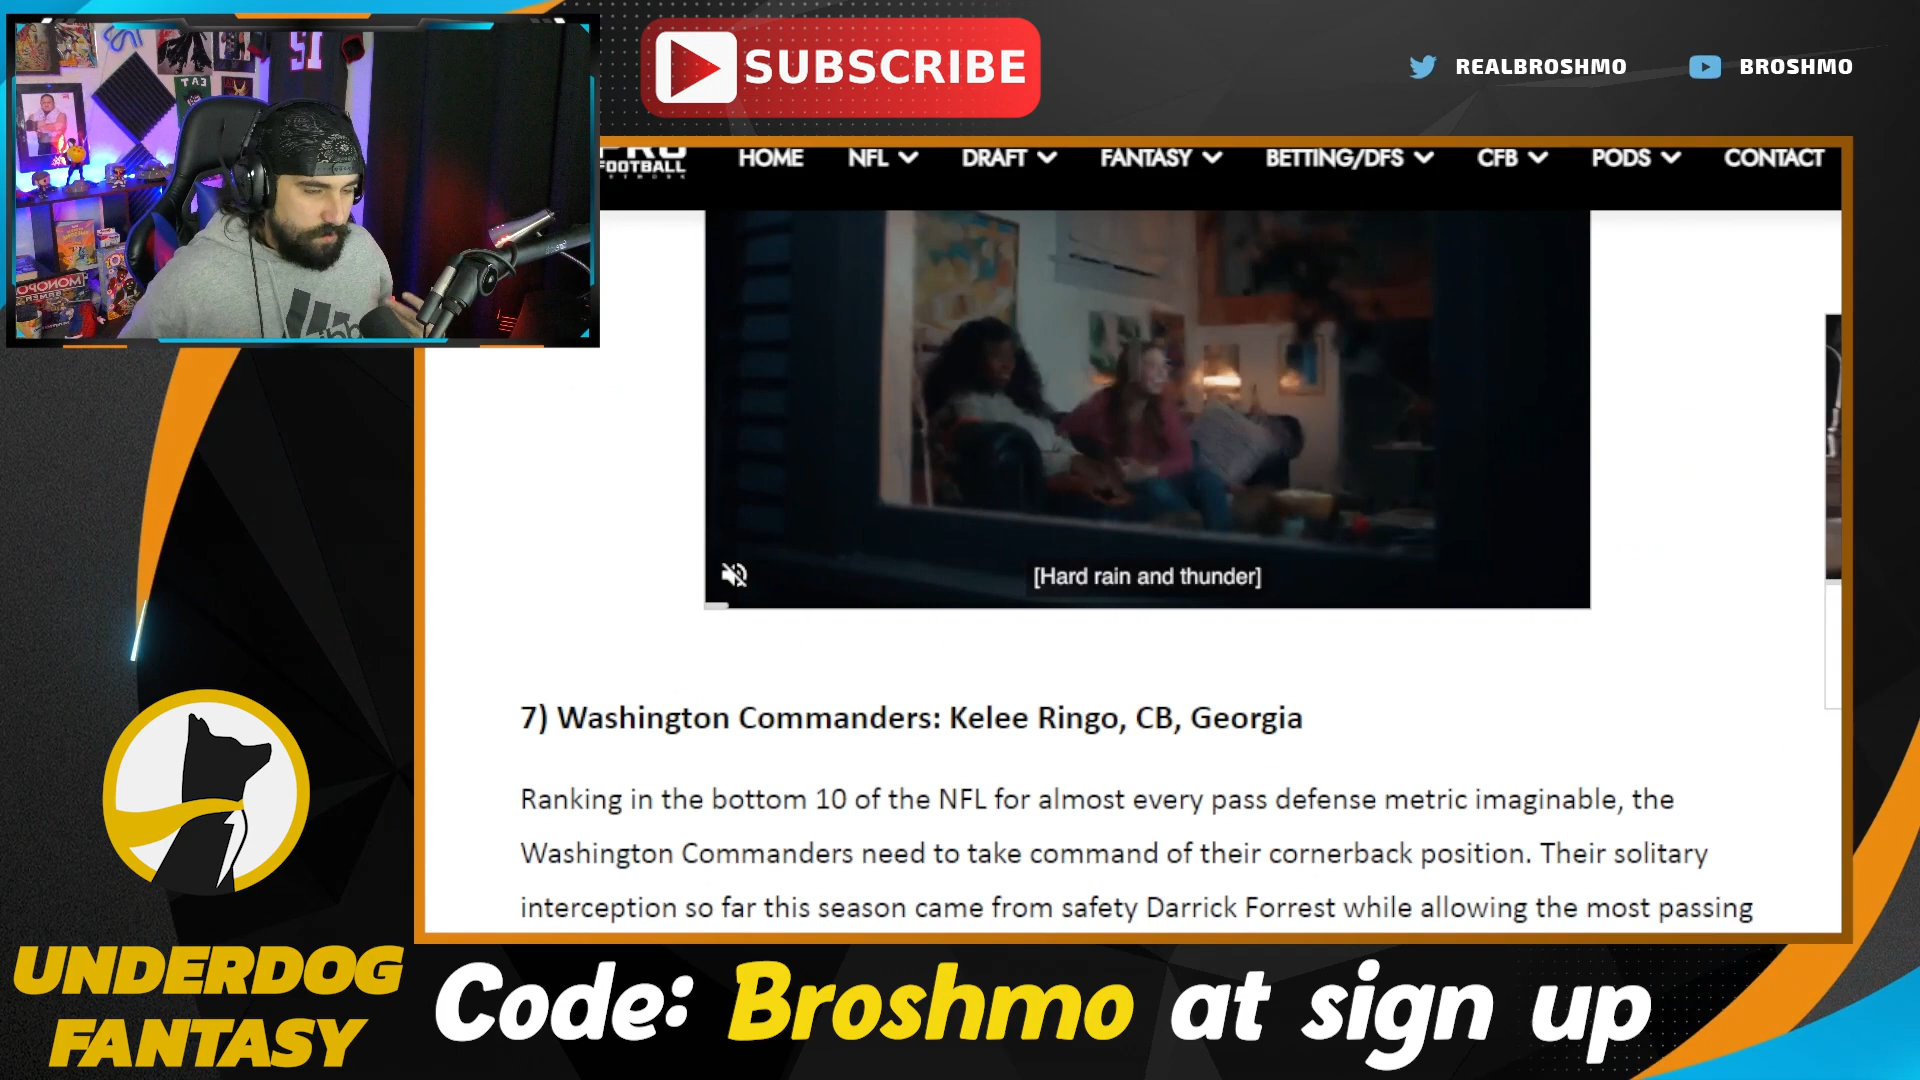 SUBSCRIBE
REALBROSHMO
BROSHMO
PRO
FOOTBALL
NETWORK
HOME NFL DRAFT FANTASY BETTING/DFS CFB PODS CONTACT
[Hard rain and thunder]
7) Washington Commanders: Kelee Ringo, CB, Georgia
Ranking in the bottom 10 of the NFL for almost every pass defense metric imaginable, the
Washington Commanders need to take command of their cornerback position. Their solitary
interception so far this season came from safety Darrick Forrest while allowing the most passing
UNDERDOG
FANTASY
Code: Broshmo at sign up